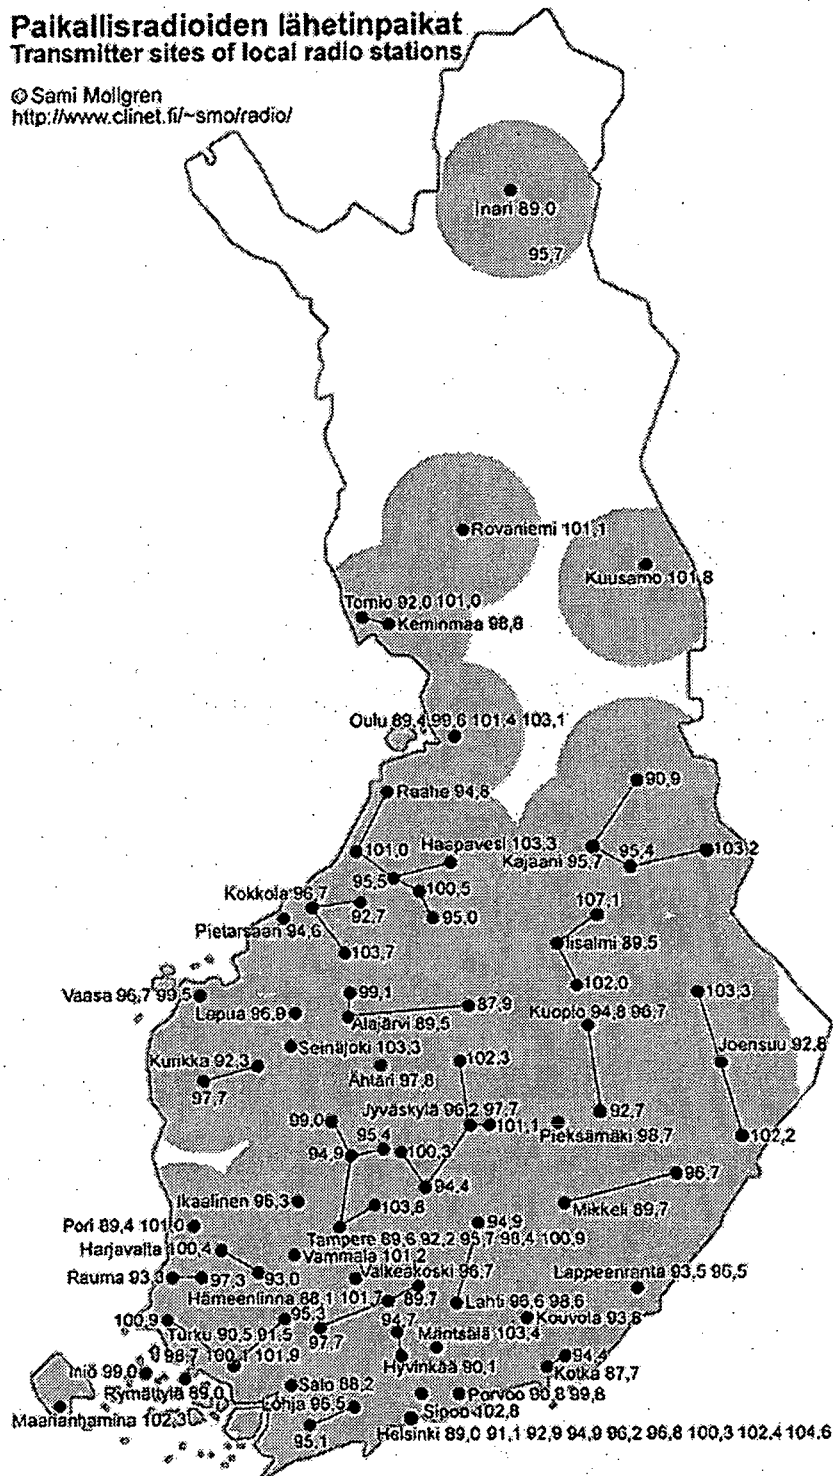 Paikallisradioiden lähetinpaikat
Transmitter sites of local radio stations
© Sami Mollgren
http://www.clinet.fi/~smo/radio/
Inari 89,0
95,7
Rovaniemi 101,1
Kuusamo 101,8
Tornio 92,0 101,0
Keminmaa 98,8
Oulu 89,4 99,6 101,4 103,1
90,9
Raahe 94,8
101,0
Haapavesi 103,3
Kajaani 95,7
95,4
103,2
95,5
100,5
Kokkola 96,7
92,7
95,0
107,1
Pietarsaari 94,6
Iisalmi 89,5
103,7
102,0
Vaasa 96,7 99,5
99,1
87,9
103,3
Lapua 96,9
Alajärvi 89,5
Kuopio 94,8 96,7
Seinäjoki 103,3
Joensuu 92,8
Kurikka 92,3
Ähtäri 97,8
102,3
97,7
Jyväskylä 96,2 97,7
92,7
99,0
101,1
Pieksämäki 98,7
95,4
102,2
94,9
100,3
94,4
96,7
Ikaalinen 96,3
103,8
Mikkeli 89,7
Pori 89,4 101,0
94,9
Tampere 89,6 92,2 95,7 98,4 100,9
Harjavalta 100,4
Vammala 101,2
Valkeakoski 96,7
Rauma 93,3
97,3
93,0
Lappeenranta 93,5 96,5
Hämeenlinna 88,1 101,7
89,7
Lahti 96,6 98,6
100,9
95,3
Kouvola 93,6
Turku 90,5 91,5
97,7
94,7
Mäntsälä 103,4
98,7 100,1 101,9
94,4
Iniö 99,0
Hyvinkää 90,1
Kotka 87,7
Rymättylä 89,0
Salo 88,2
Porvoo 90,8 99,8
Maarianhamina 102,3
Lohja 96,5
Sipoo 102,8
95,1
Helsinki 89,0 91,1 92,9 94,9 96,2 96,8 100,3 102,4 104,6